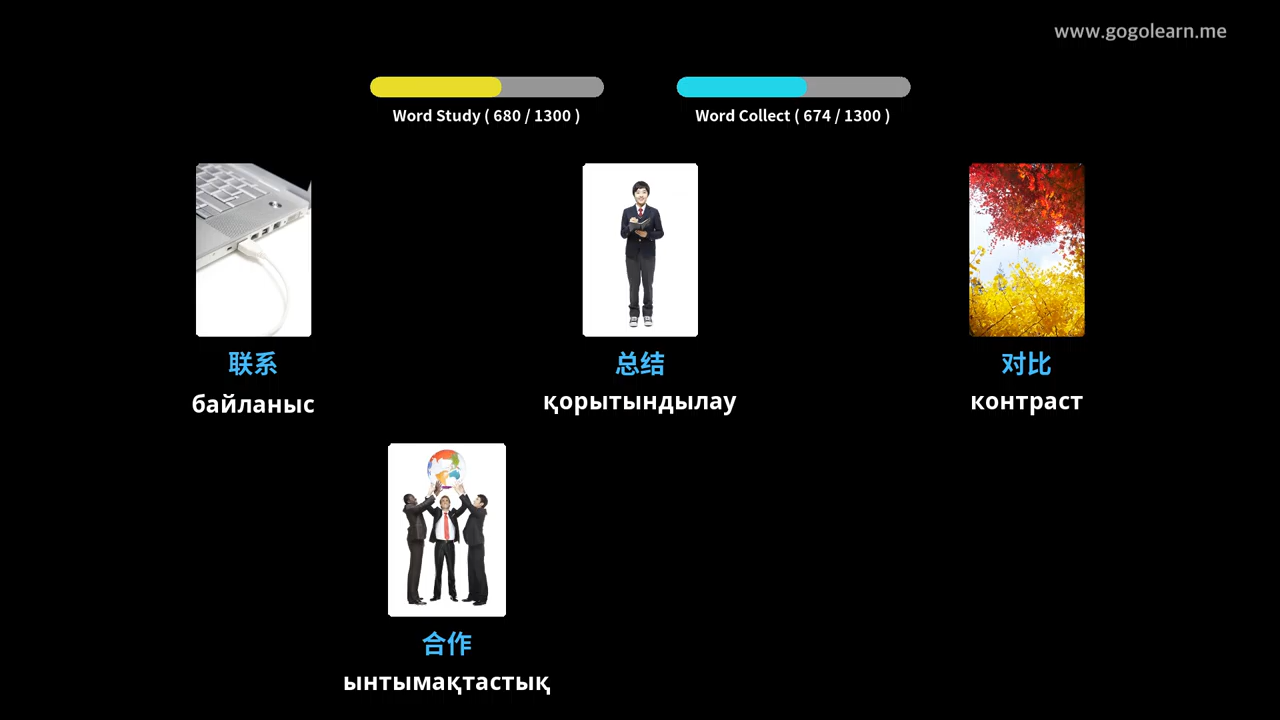 www.gogolearn.me
Word Study ( 680 / 1300 )
Word Collect ( 674 / 1300 )
联系
总结
对比
байланыс
қорытындылау
контраст
合作
ынтымақтастық